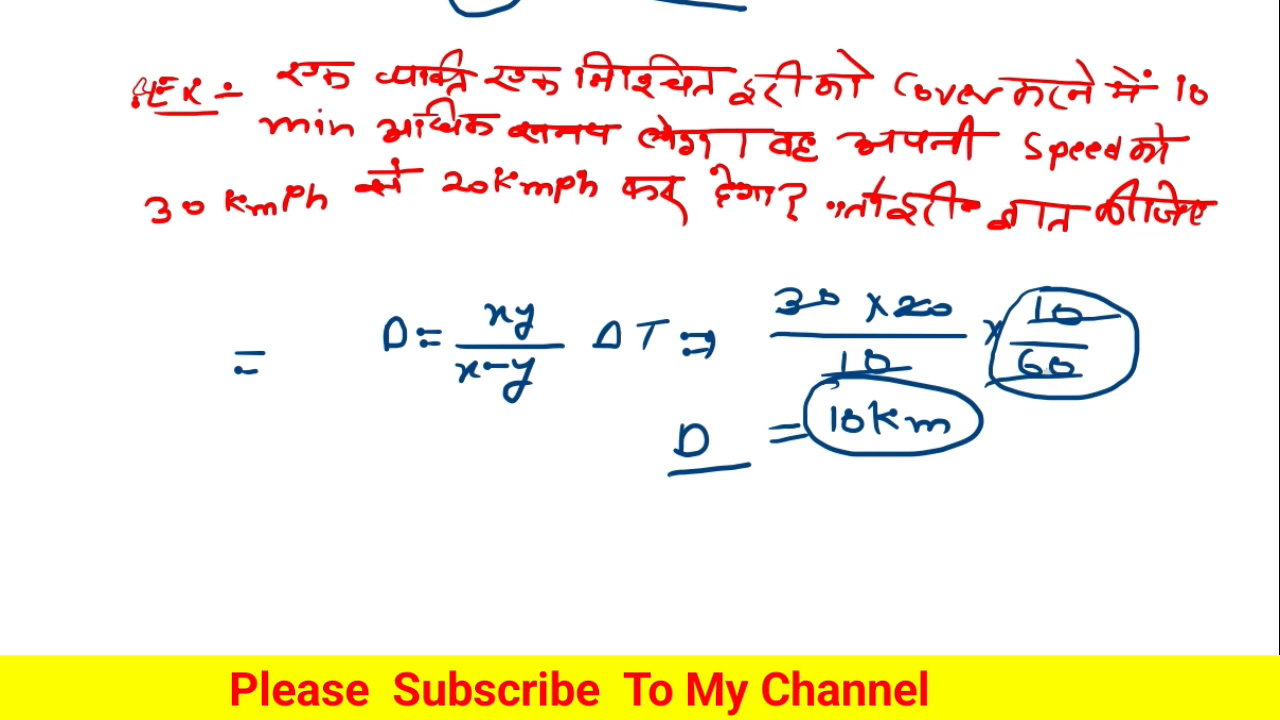 Ex :- एक व्यक्ति एक निश्चित दूरी को Cover करने में 10
min अधिक समय लेगा। वह अपनी Speed को
30 kmPh से 20kmph कर देगा? तो दूरी ज्ञात कीजिए
= D = xy / x-y ΔT ⇒ 30 × 20 / 10 × 10 / 60
D = 10km
Please Subscribe To My Channel